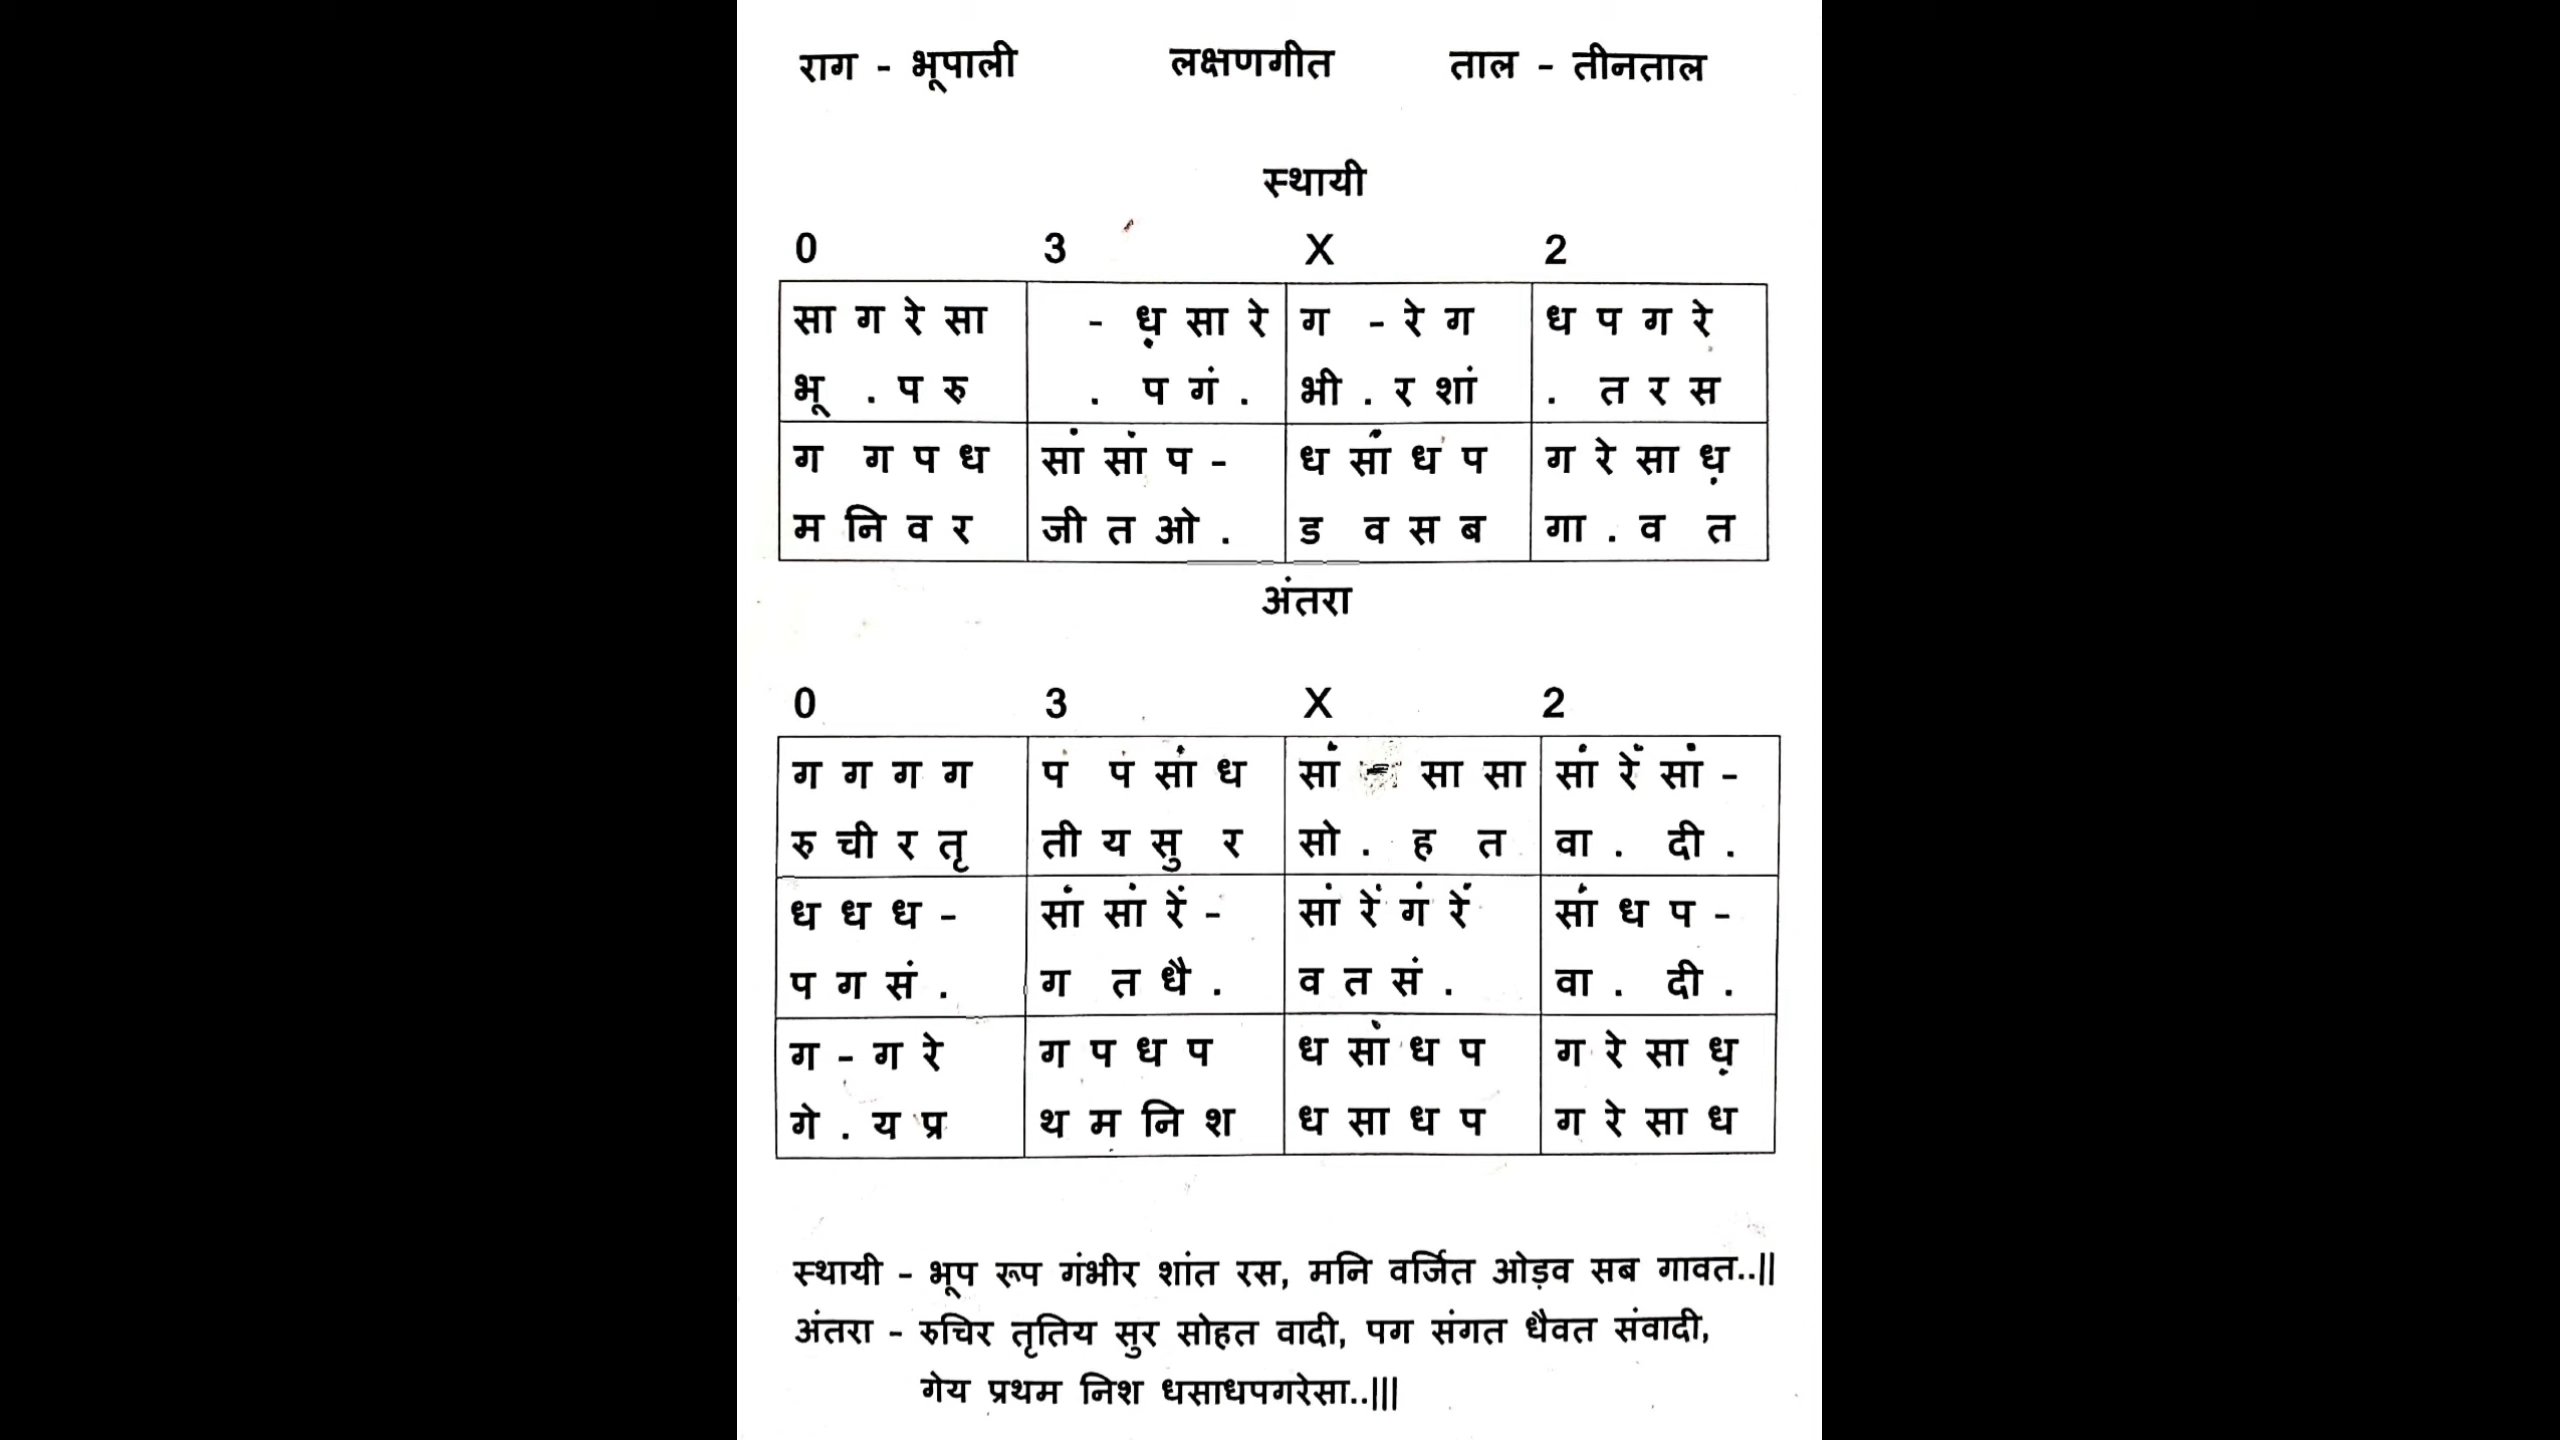 राग - भूपाली लक्षणगीत ताल - तीनताल
स्थायी
0 3 X 2
सा ग रे सा - ध़ सा रे ग - रे ग ध प ग रे
भू . प रु . प गं . भी . र शां . त र स
ग ग प ध सां सां प - ध सां ध प ग रे सा ध़
म नि व र जी त ओ . ड व स ब गा . व त
अंतरा
0 3 X 2
ग ग ग ग पं पं सां ध सां - सा सा सां रें सां -
रु ची र तृ ती य सु र सो . ह त वा . दी .
ध ध ध - सां सां रें - सां रें गं रें सां ध प -
प ग सं . ग त धै . व त सं . वा . दी .
ग - ग रे ग प ध प ध सां ध प ग रे सा ध़
गे . य प्र थ म नि श ध सा ध प ग रे सा ध
स्थायी - भूप रूप गंभीर शांत रस, मनि वर्जित ओड़व सब गावत..||
अंतरा - रुचिर तृतिय सुर सोहत वादी, पग संगत धैवत संवादी,
गेय प्रथम निश धसाधपगरेसा..|||